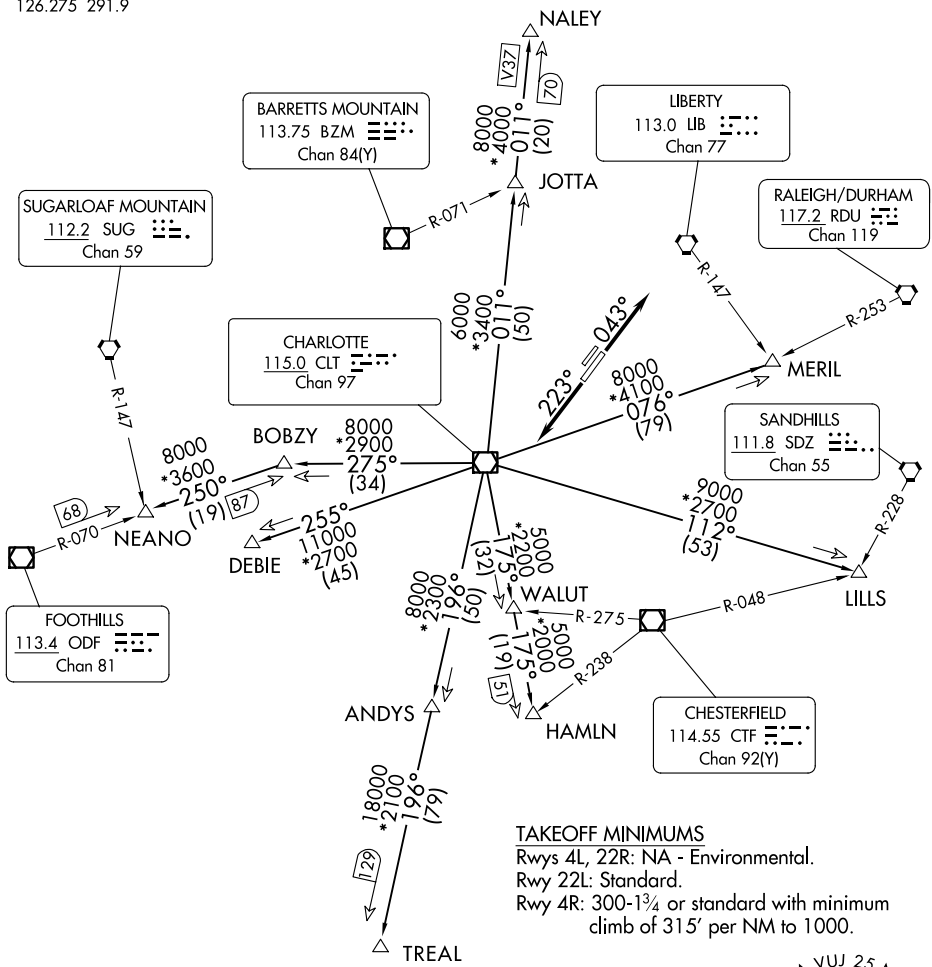 126.275 291.9
NALEY
V37
70
8000
*4000
011°
(20)
BARRETTS MOUNTAIN
113.75 BZM
Chan 84(Y)
LIBERTY
113.0 LIB
Chan 77
JOTTA
R-071
SUGARLOAF MOUNTAIN
112.2 SUG
Chan 59
RALEIGH/DURHAM
117.2 RDU
Chan 119
R-147
R-253
6000
*3400
011°
(50)
CHARLOTTE
115.0 CLT
Chan 97
223°
043°
MERIL
R-147
8000
*4100
076°
(79)
SANDHILLS
111.8 SDZ
Chan 55
BOBZY
8000
*2900
275°
(34)
8000
*3600
250°
(19)
87
68
R-070
NEANO
R-228
9000
*2700
112°
(53)
255°
11000
*2700
(45)
DEBIE
5000
*2200
175°
(32)
WALUT
LILLS
R-275
R-048
FOOTHILLS
113.4 ODF
Chan 81
8000
*2300
196°
(50)
5000
*2000
175°
(19)
51
R-238
ANDYS
HAMLN
CHESTERFIELD
114.55 CTF
Chan 92(Y)
18000
*2100
196°
(79)
129
TREAL
TAKEOFF MINIMUMS
Rwys 4L, 22R: NA - Environmental.
Rwy 22L: Standard.
Rwy 4R: 300-1¾ or standard with minimum
climb of 315' per NM to 1000.